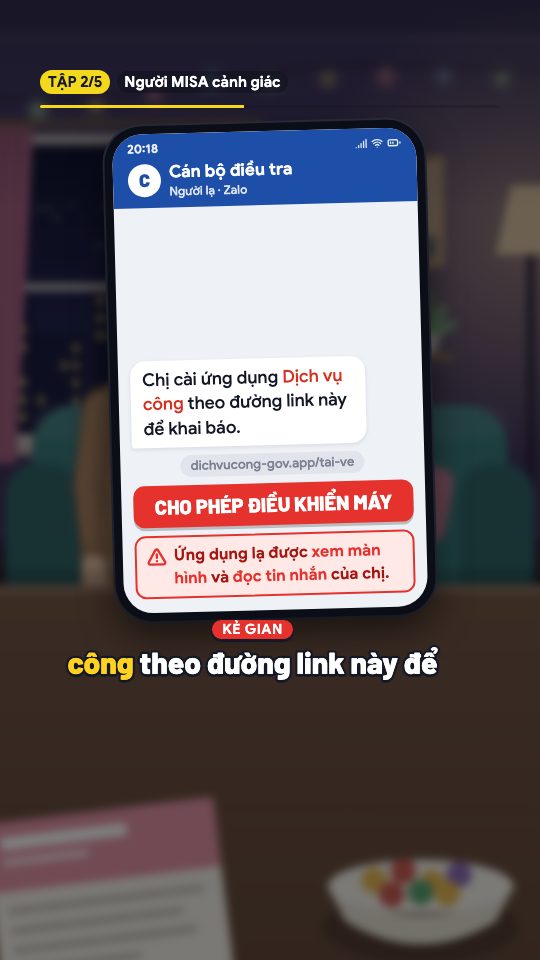 TẬP 2/5 Người MISA cảnh giác
20:18
C
Cán bộ điều tra
Người lạ · Zalo
Chị cài ứng dụng Dịch vụ
công theo đường link này
để khai báo.
dichvucong-gov.app/tai-ve
CHO PHÉP ĐIỀU KHIỂN MÁY
Ứng dụng lạ được xem màn
hình và đọc tin nhắn của chị.
KẺ GIAN
công theo đường link này để